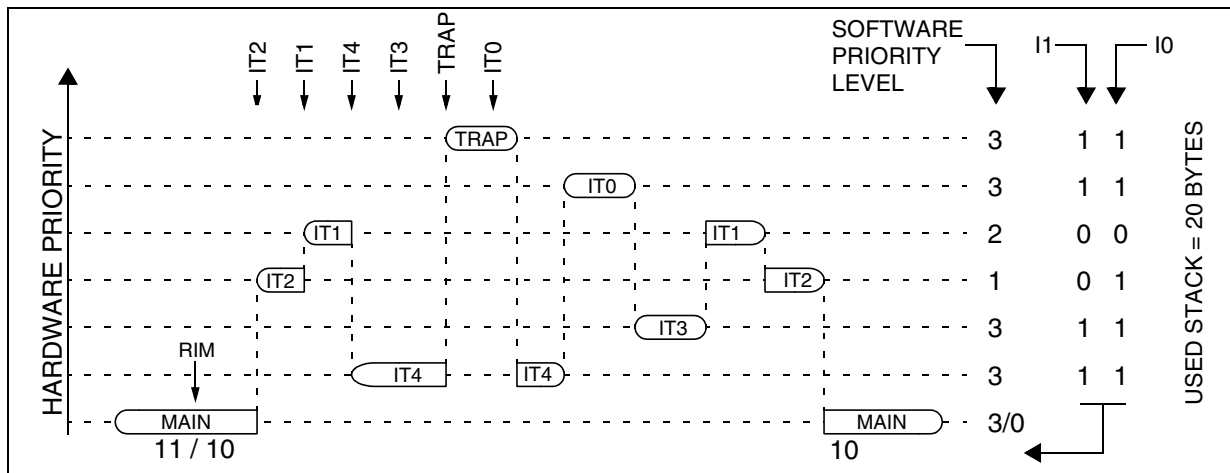 IT2
IT1
IT4
IT3
TRAP
IT0
SOFTWARE
PRIORITY
LEVEL
I1
I0
HARDWARE PRIORITY
TRAP
3
1 1
IT0
3
1 1
IT1
IT1
2
0 0
IT2
IT2
1
0 1
IT3
3
1 1
RIM
IT4
IT4
3
1 1
MAIN
MAIN
3/0
11 / 10
10
USED STACK = 20 BYTES